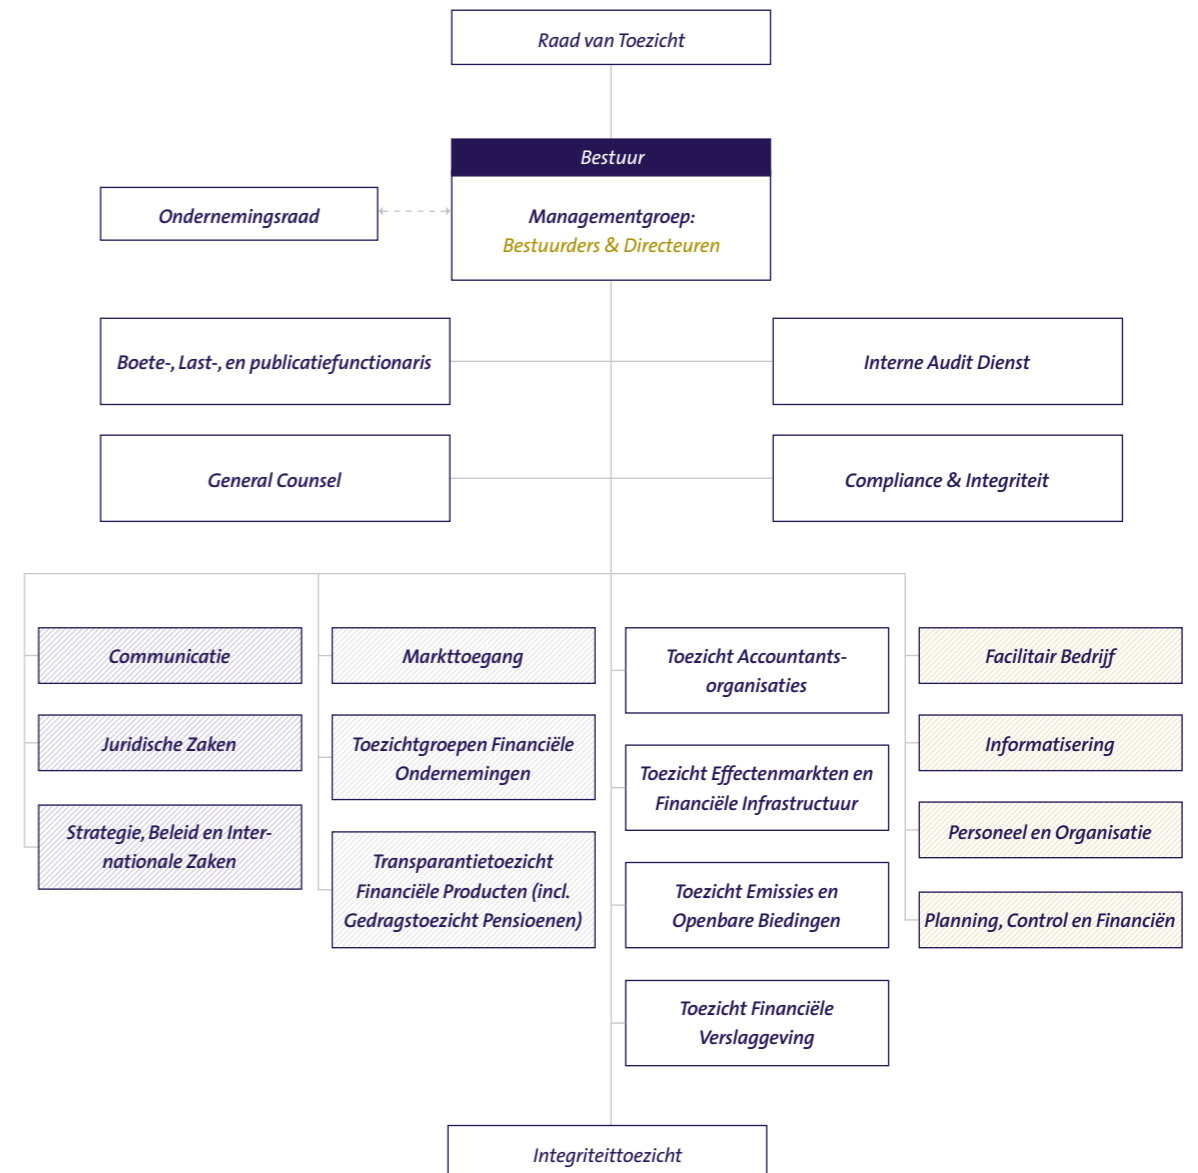 Raad van Toezicht
Bestuur
Ondernemingsraad
Managementgroep:
Bestuurders & Directeuren
Boete-, Last-, en publicatiefunctionaris
Interne Audit Dienst
General Counsel
Compliance & Integriteit
Communicatie
Juridische Zaken
Strategie, Beleid en Inter-
nationale Zaken
Markttoegang
Toezichtgroepen Financiële
Ondernemingen
Transparantietoezicht
Financiële Producten (incl.
Gedragstoezicht Pensioenen)
Toezicht Accountants-
organisaties
Toezicht Effectenmarkten en
Financiële Infrastructuur
Toezicht Emissies en
Openbare Biedingen
Toezicht Financiële
Verslaggeving
Facilitair Bedrijf
Informatisering
Personeel en Organisatie
Planning, Control en Financiën
Integriteittoezicht